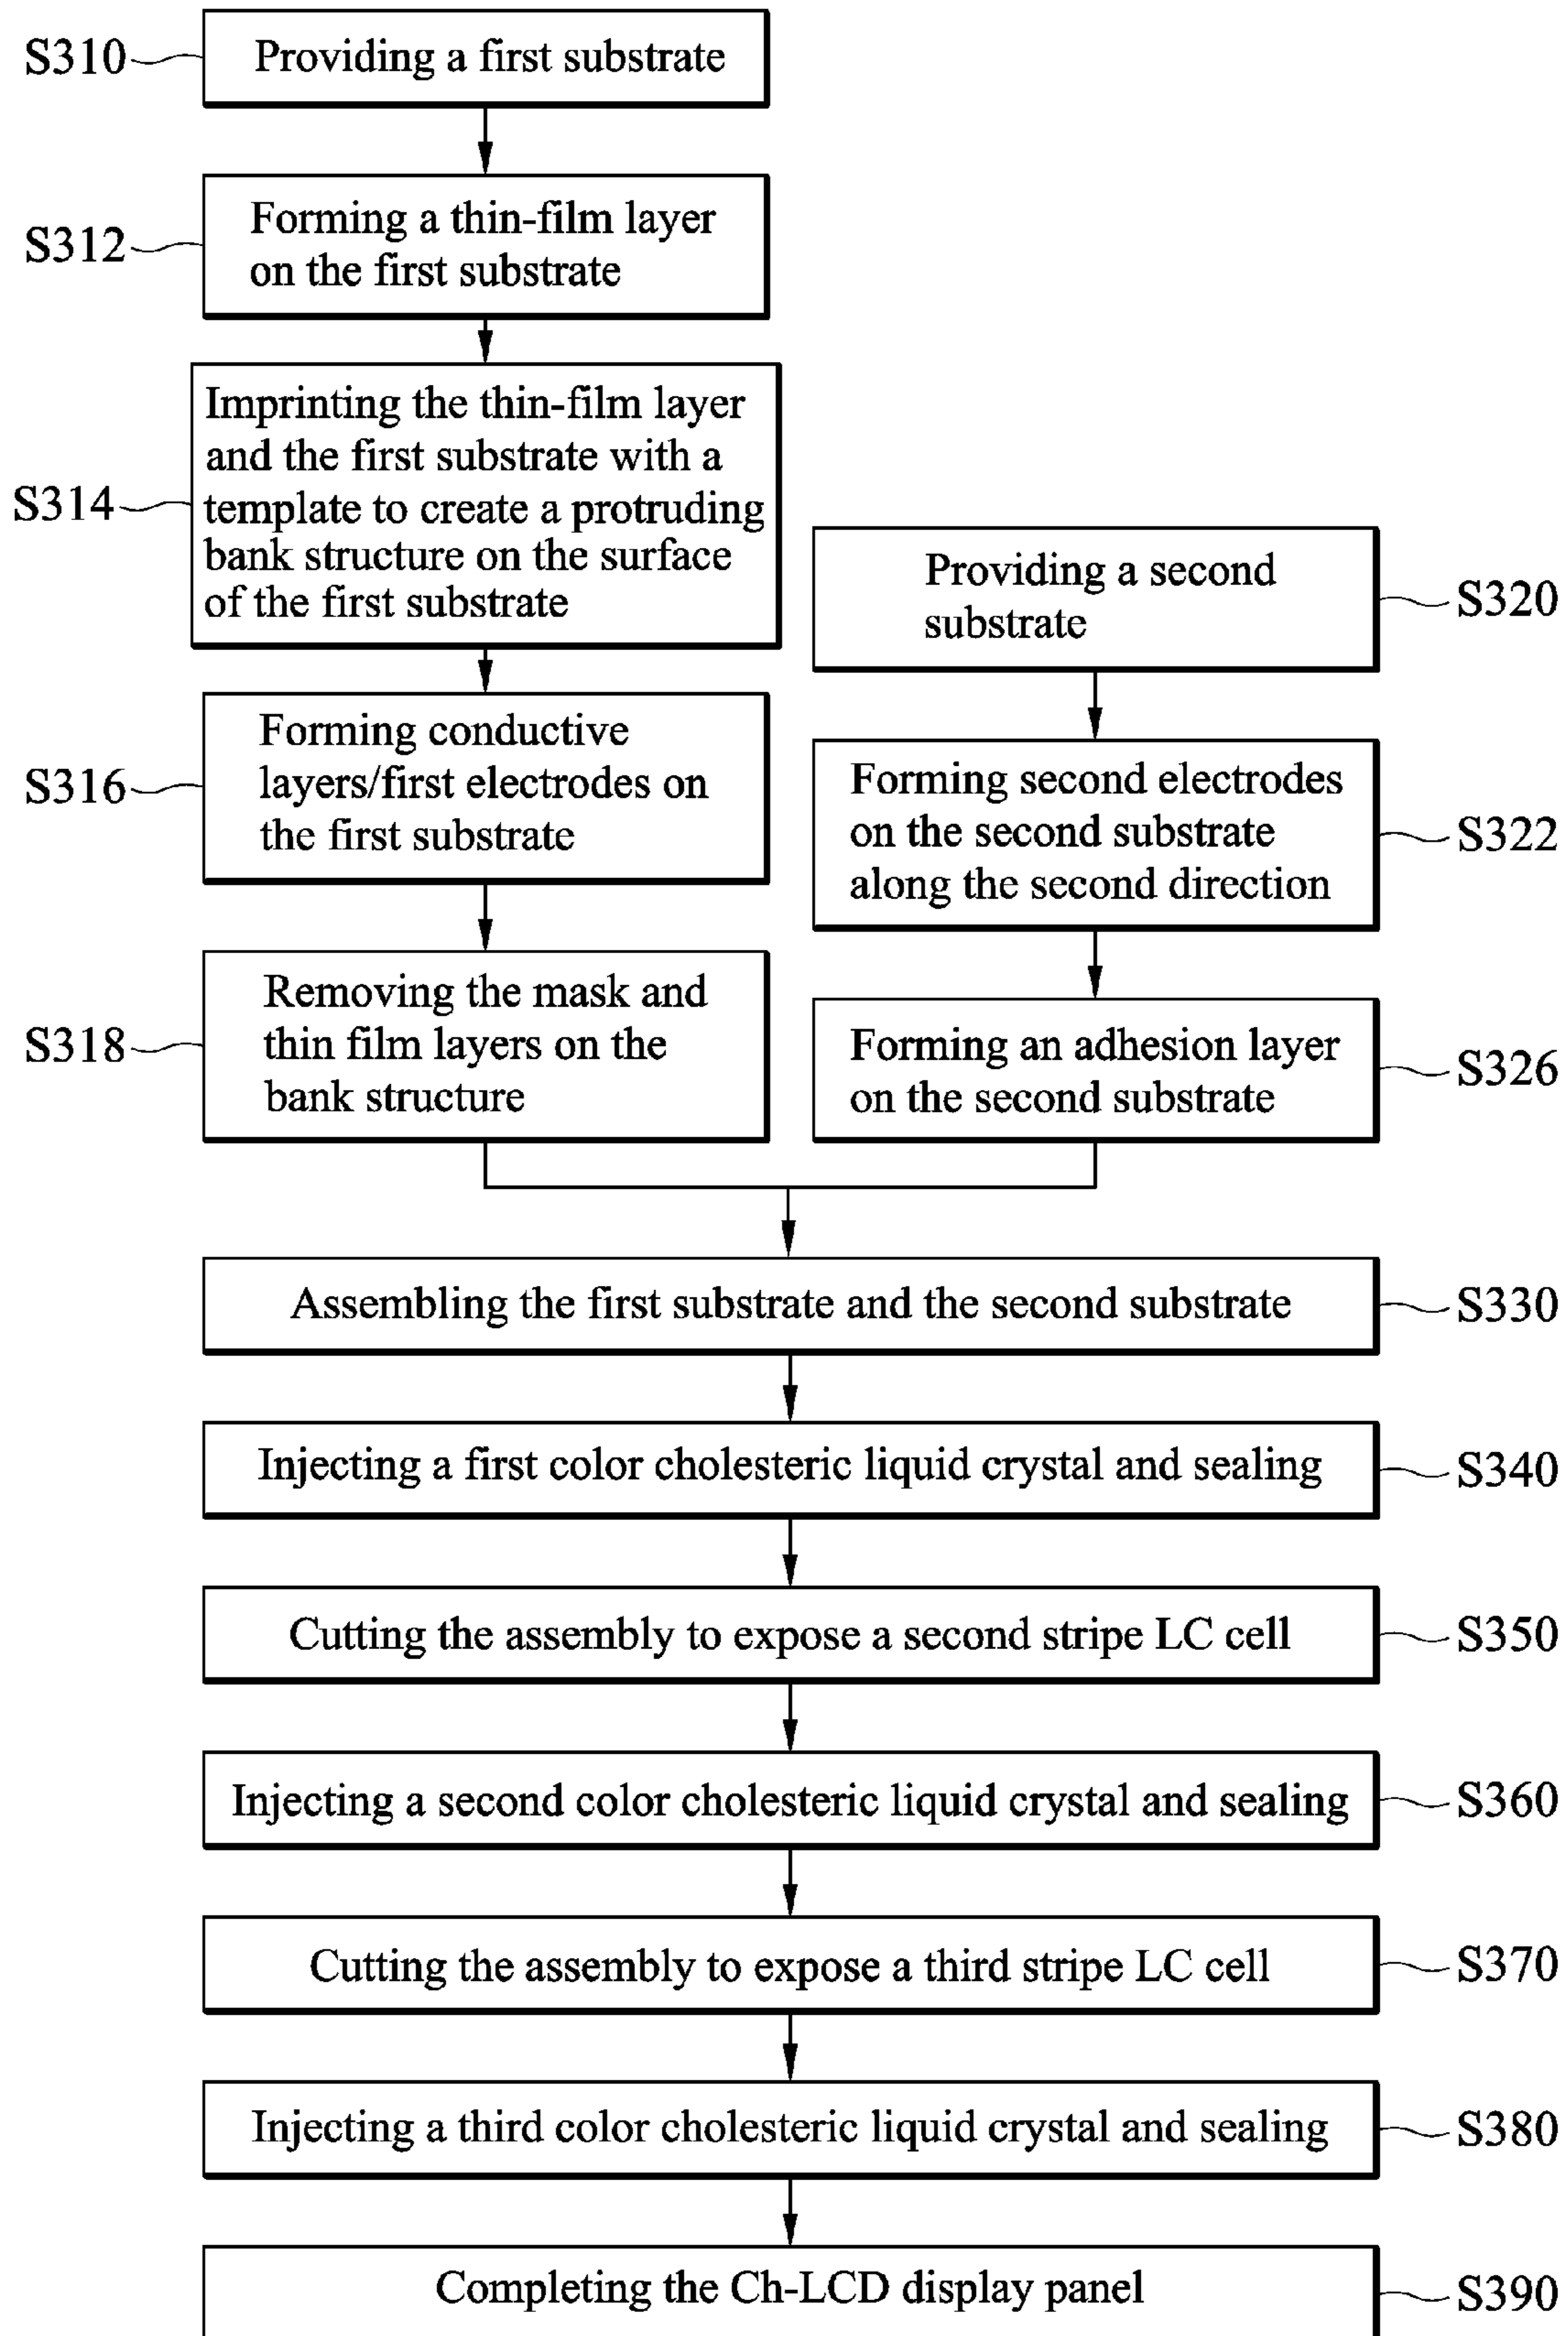 S310
Providing a first substrate
S312
Forming a thin-film layer
on the first substrate
S314
Imprinting the thin-film layer
and the first substrate with a
template to create a protruding
bank structure on the surface
of the first substrate
S316
Forming conductive
layers/first electrodes on
the first substrate
S318
Removing the mask and
thin film layers on the
bank structure
Providing a second
substrate
S320
Forming second electrodes
on the second substrate
along the second direction
S322
Forming an adhesion layer
on the second substrate
S326
Assembling the first substrate and the second substrate
S330
Injecting a first color cholesteric liquid crystal and sealing
S340
Cutting the assembly to expose a second stripe LC cell
S350
Injecting a second color cholesteric liquid crystal and sealing
S360
Cutting the assembly to expose a third stripe LC cell
S370
Injecting a third color cholesteric liquid crystal and sealing
S380
Completing the Ch-LCD display panel
S390